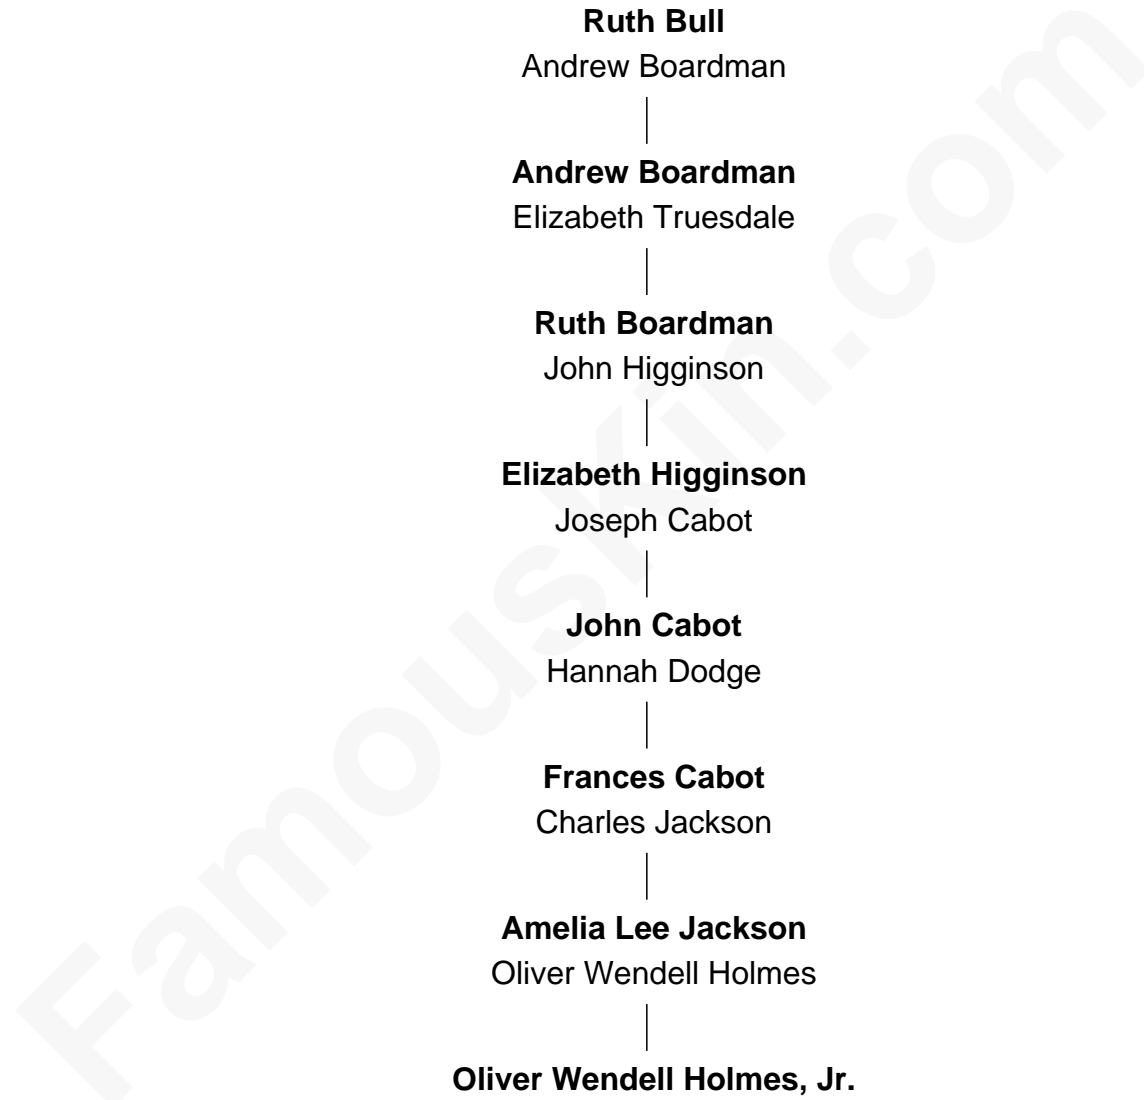 Ruth Bull
Andrew Boardman
Andrew Boardman
Elizabeth Truesdale
Ruth Boardman
John Higginson
Elizabeth Higginson
Joseph Cabot
John Cabot
Hannah Dodge
Frances Cabot
Charles Jackson
Amelia Lee Jackson
Oliver Wendell Holmes
Oliver Wendell Holmes, Jr.
FamousKin.com